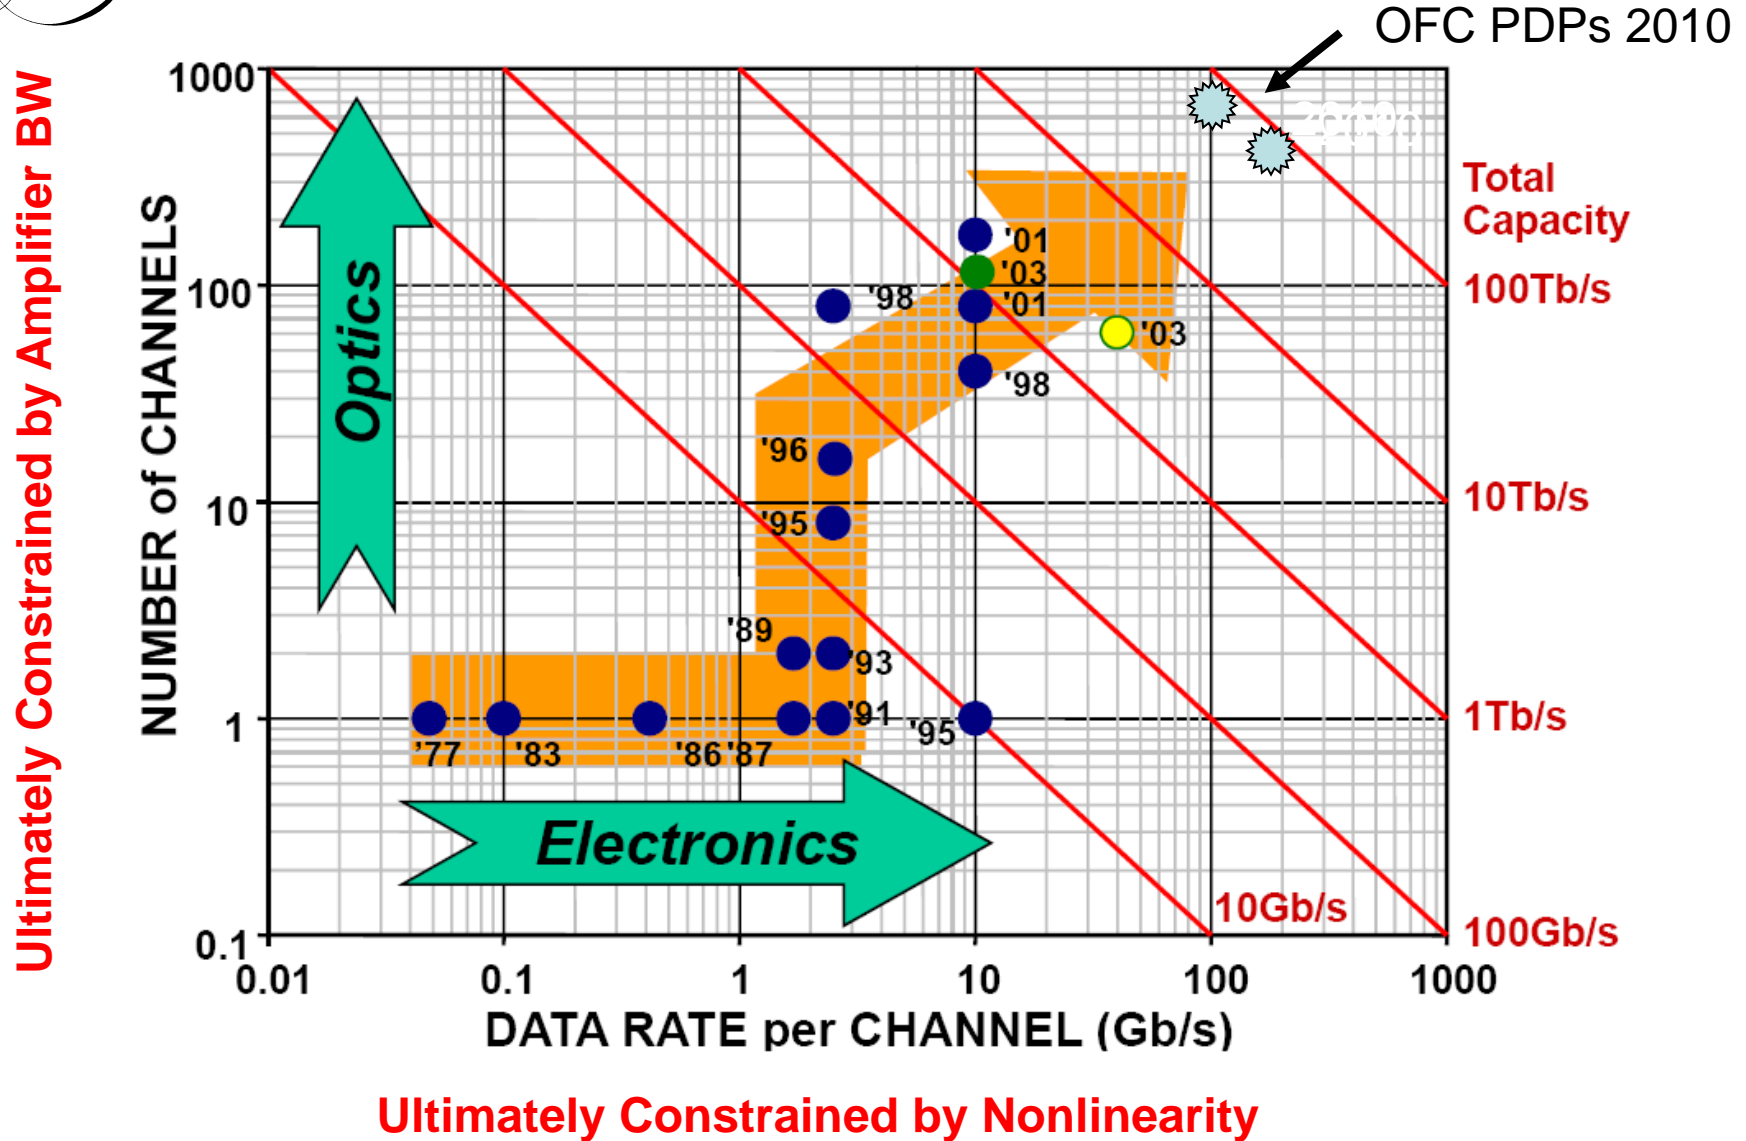 OFC PDPs 2010
Ultimately Constrained by Amplifier BW
NUMBER of CHANNELS
1000
100
10
1
0.1
Optics
Total
Capacity
100Tb/s
10Tb/s
1Tb/s
100Gb/s
10Gb/s
'01
'03
'98
'01
'03
'98
'96
'95
'89
'93
'91
'95
'77
'83
'86
'87
Electronics
0.01
0.1
1
10
100
1000
DATA RATE per CHANNEL (Gb/s)
Ultimately Constrained by Nonlinearity